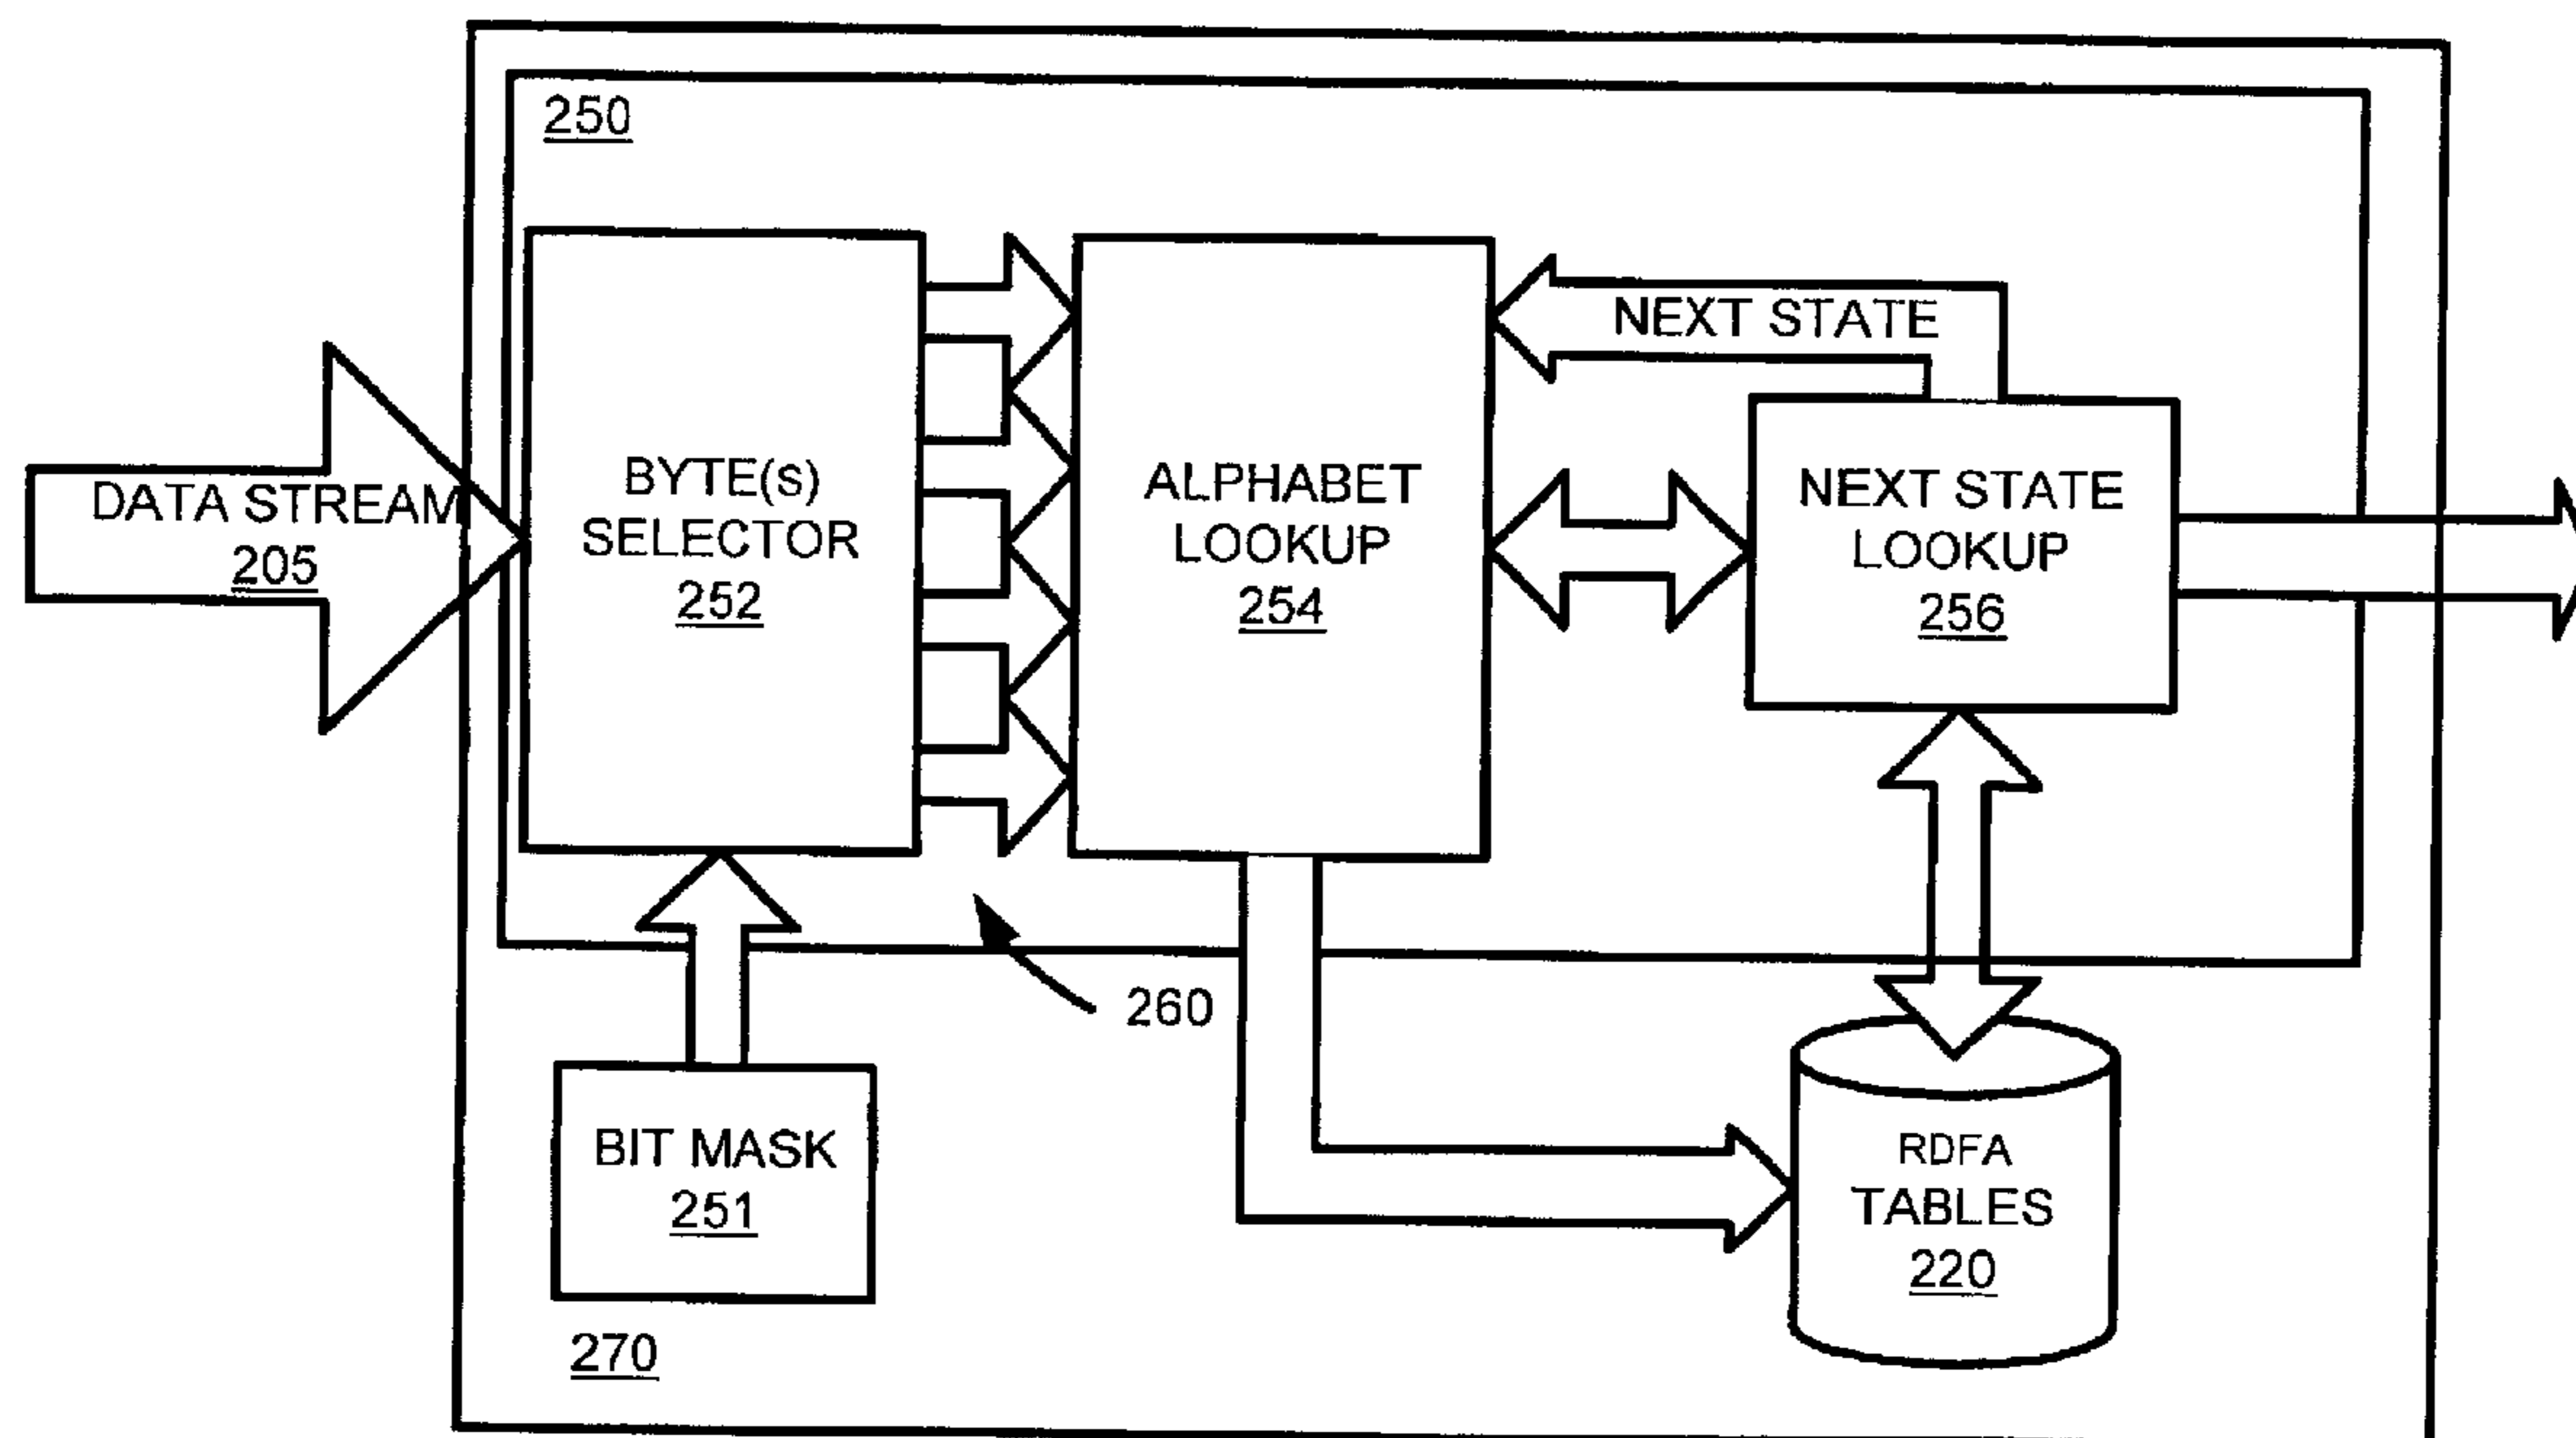 250
DATA STREAM
205
BYTE(s)
SELECTOR
252
ALPHABET
LOOKUP
254
NEXT STATE
NEXT STATE
LOOKUP
256
260
BIT MASK
251
RDFA
TABLES
220
270